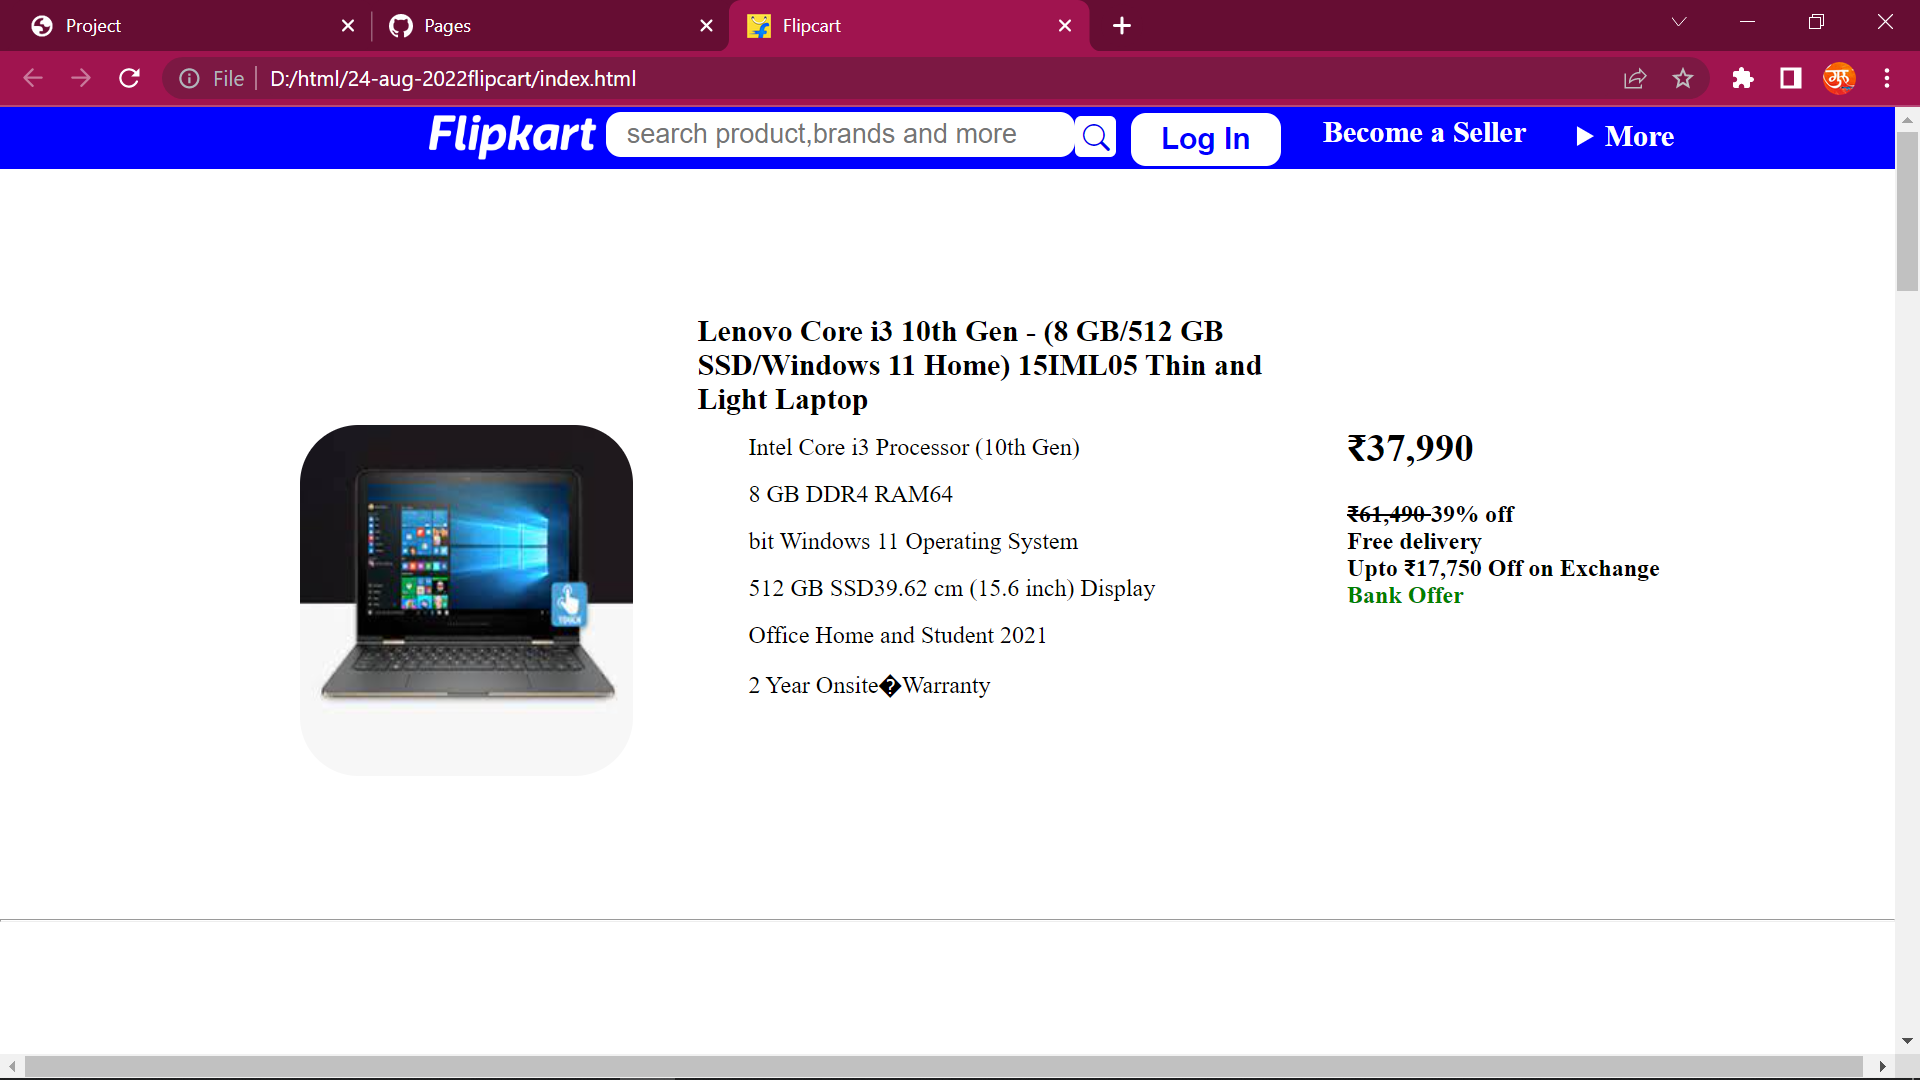 Project
Pages
Flipcart
File
D:/html/24-aug-2022flipcart/index.html
गुरू
Flipkart
search product,brands and more
Log In
Become a Seller
More
Lenovo Core i3 10th Gen - (8 GB/512 GB
SSD/Windows 11 Home) 15IML05 Thin and
Light Laptop
Intel Core i3 Processor (10th Gen)
8 GB DDR4 RAM64
bit Windows 11 Operating System
512 GB SSD39.62 cm (15.6 inch) Display
Office Home and Student 2021
2 Year Onsite�Warranty
TOUCH
₹37,990
₹61,490 39% off
Free delivery
Upto ₹17,750 Off on Exchange
Bank Offer